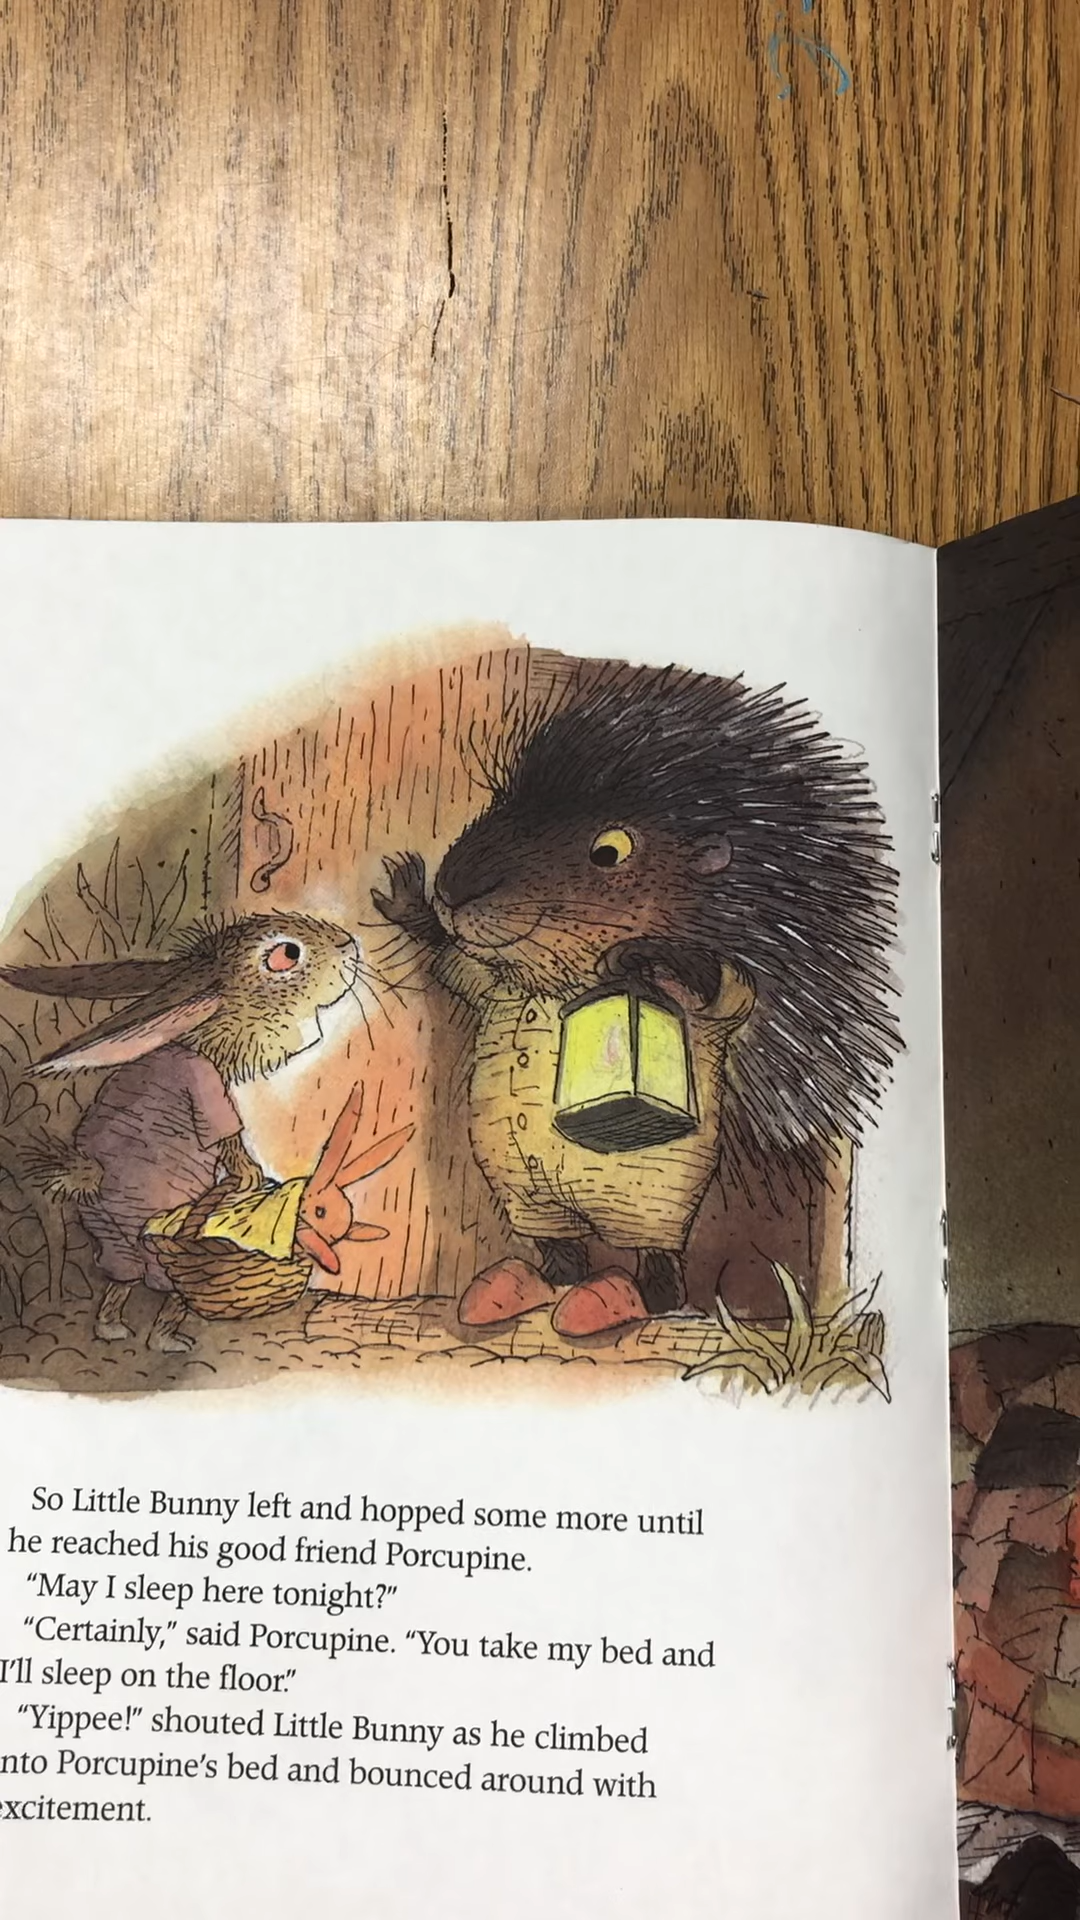 So Little Bunny left and hopped some more until
he reached his good friend Porcupine.
“May I sleep here tonight?”
“Certainly,” said Porcupine. “You take my bed and
I’ll sleep on the floor.”
“Yippee!” shouted Little Bunny as he climbed
nto Porcupine’s bed and bounced around with
excitement.